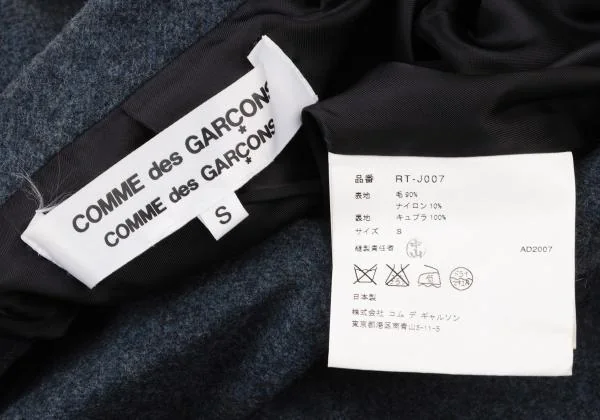 COMME des GARÇONS
COMME des GARÇONS
S
品番 RT-J007
表地 毛 90%
ナイロン 10%
裏地 キュプラ 100%
サイズ S
縫製責任者
AD2007
ドライ
日本製
株式会社 コム デ ギャルソン
東京都港区南青山5-11-5